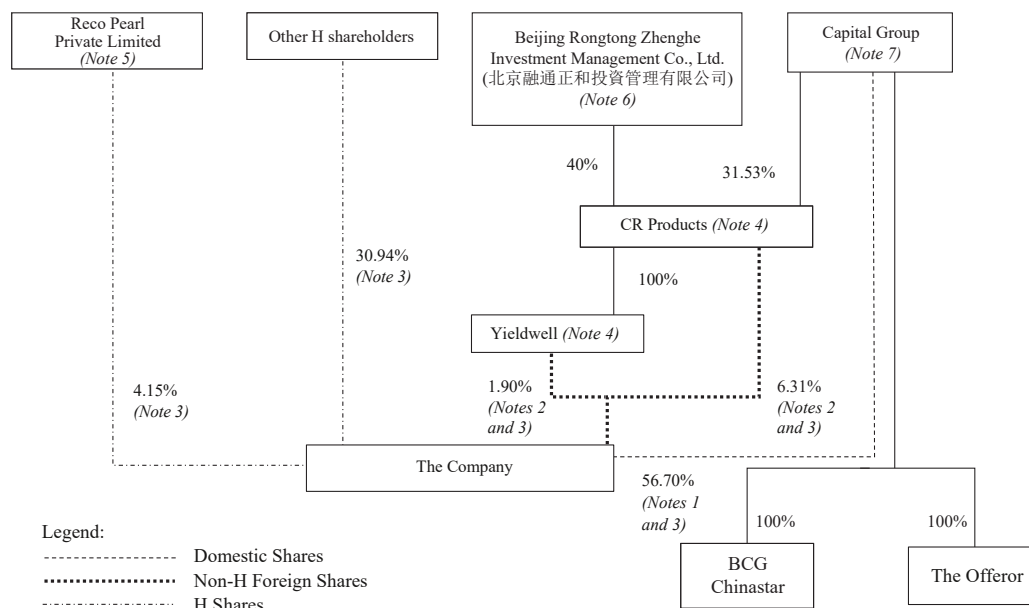 Reco Pearl
Private Limited
(Note 5)
Other H shareholders
Beijing Rongtong Zhenghe
Investment Management Co., Ltd.
(北京融通正和投資管理有限公司)
(Note 6)
Capital Group
(Note 7)
40%
31.53%
CR Products (Note 4)
30.94%
(Note 3)
100%
Yieldwell (Note 4)
4.15%
(Note 3)
1.90%
(Notes 2
and 3)
6.31%
(Notes 2
and 3)
The Company
56.70%
(Notes 1
and 3)
100%
100%
BCG
Chinastar
The Offeror
Legend:
Domestic Shares
Non-H Foreign Shares
H Shares